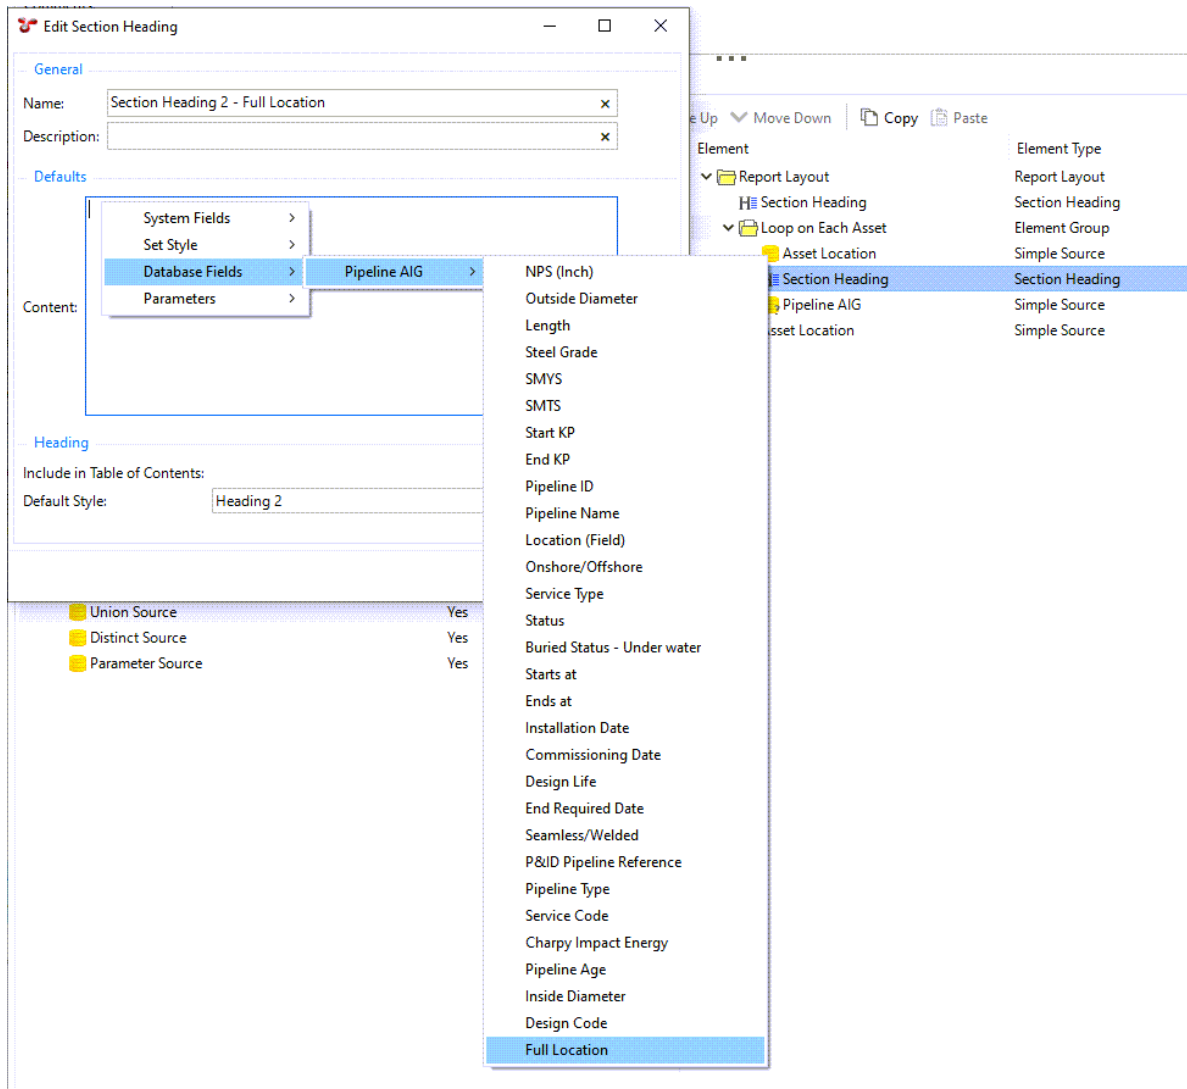 Edit Section Heading
General
Name: Section Heading 2 - Full Location
Description:
Defaults
Content:
System Fields
Set Style
Database Fields
Parameters
Pipeline AIG
NPS (Inch)
Outside Diameter
Length
Steel Grade
SMYS
SMTS
Start KP
End KP
Pipeline ID
Pipeline Name
Location (Field)
Onshore/Offshore
Service Type
Status
Buried Status - Under water
Starts at
Ends at
Installation Date
Commissioning Date
Design Life
End Required Date
Seamless/Welded
P&ID Pipeline Reference
Pipeline Type
Service Code
Charpy Impact Energy
Pipeline Age
Inside Diameter
Design Code
Full Location
Heading
Include in Table of Contents:
Default Style: Heading 2
Union Source Yes
Distinct Source Yes
Parameter Source Yes
e Up Move Down Copy Paste
Element Element Type
Report Layout Report Layout
Section Heading Section Heading
Loop on Each Asset Element Group
Asset Location Simple Source
Section Heading Section Heading
Pipeline AIG Simple Source
sset Location Simple Source